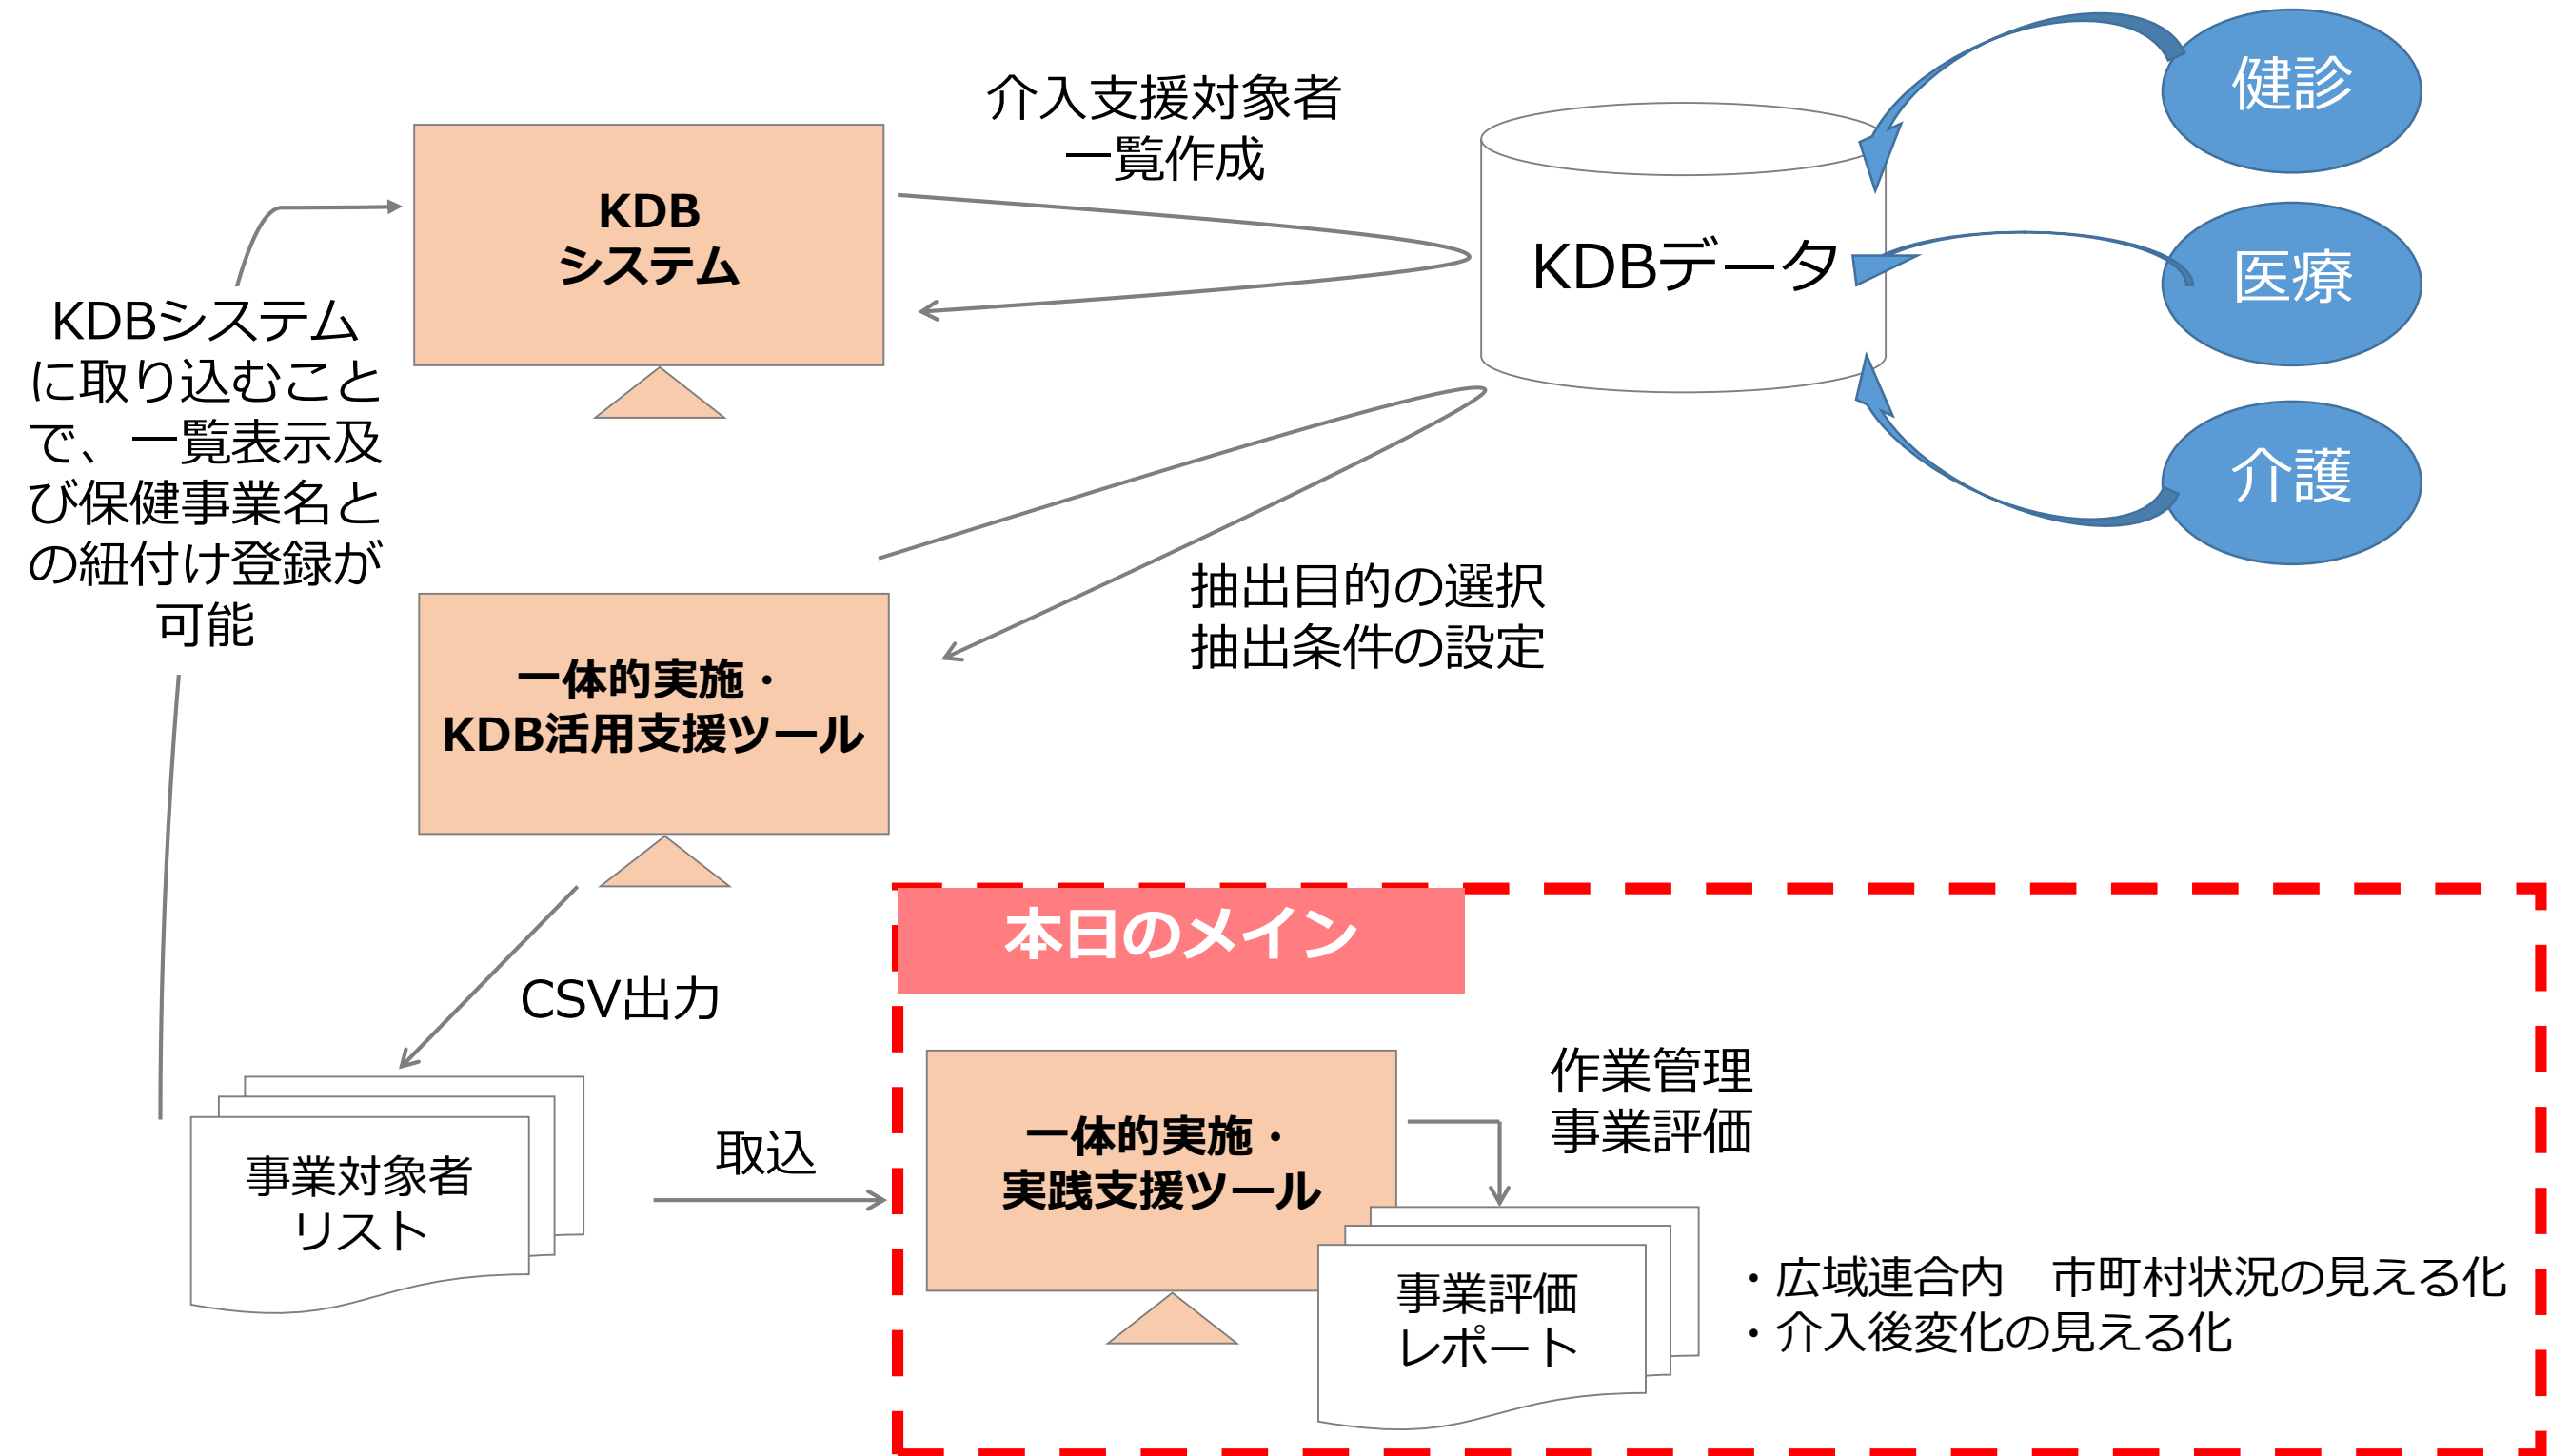 介入支援対象者
一覧作成
健診
KDB
システム
KDBデータ
医療
KDBシステム
に取り込むこと
で、一覧表示及
び保健事業名と
の紐付け登録が
可能
介護
抽出目的の選択
抽出条件の設定
一体的実施・
KDB活用支援ツール
本日のメイン
CSV出力
作業管理
事業評価
取込
一体的実施・
実践支援ツール
事業対象者
リスト
事業評価
レポート
・広域連合内　市町村状況の見える化
・介入後変化の見える化